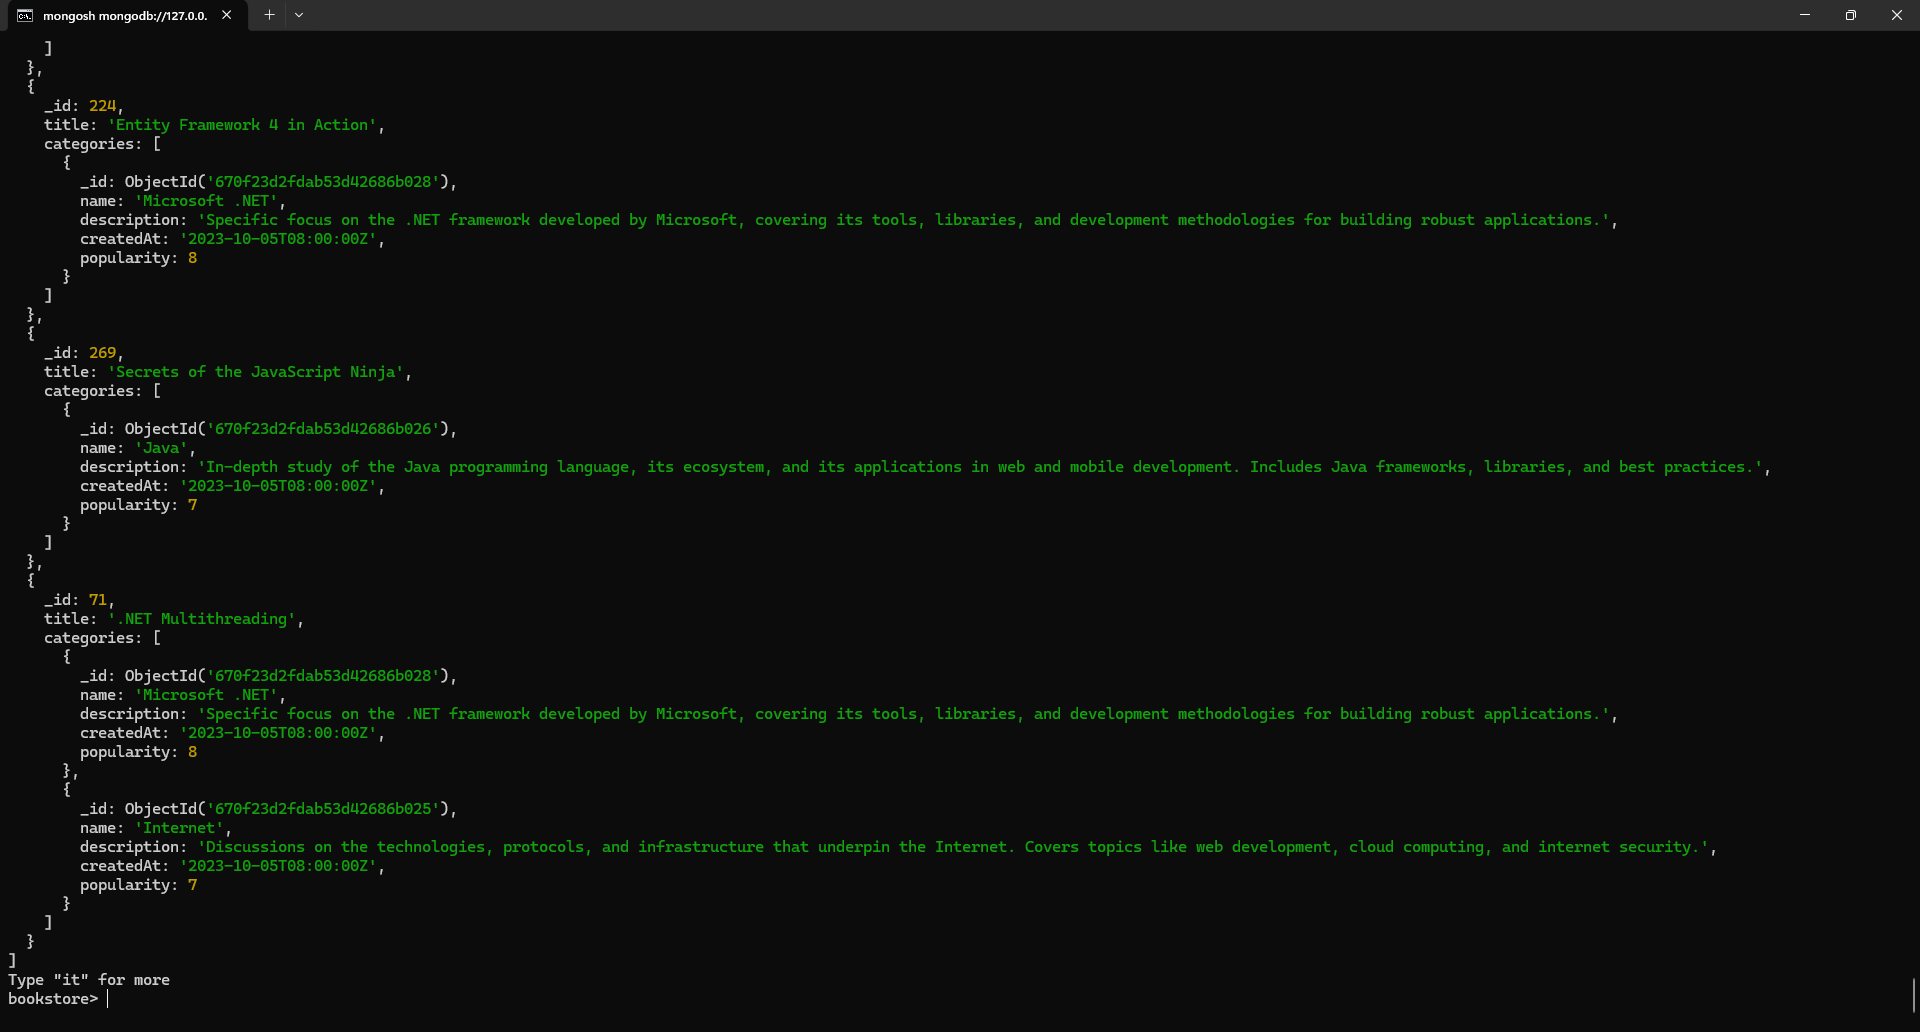 mongosh mongodb://127.0.0.
]
},
{
_id: 224,
title: 'Entity Framework 4 in Action',
categories: [
{
_id: ObjectId('670f23d2fdab53d42686b028'),
name: 'Microsoft .NET',
description: 'Specific focus on the .NET framework developed by Microsoft, covering its tools, libraries, and development methodologies for building robust applications.',
createdAt: '2023-10-05T08:00:00Z',
popularity: 8
}
]
},
{
_id: 269,
title: 'Secrets of the JavaScript Ninja',
categories: [
{
_id: ObjectId('670f23d2fdab53d42686b026'),
name: 'Java',
description: 'In-depth study of the Java programming language, its ecosystem, and its applications in web and mobile development. Includes Java frameworks, libraries, and best practices.',
createdAt: '2023-10-05T08:00:00Z',
popularity: 7
}
]
},
{
_id: 71,
title: '.NET Multithreading',
categories: [
{
_id: ObjectId('670f23d2fdab53d42686b028'),
name: 'Microsoft .NET',
description: 'Specific focus on the .NET framework developed by Microsoft, covering its tools, libraries, and development methodologies for building robust applications.',
createdAt: '2023-10-05T08:00:00Z',
popularity: 8
},
{
_id: ObjectId('670f23d2fdab53d42686b025'),
name: 'Internet',
description: 'Discussions on the technologies, protocols, and infrastructure that underpin the Internet. Covers topics like web development, cloud computing, and internet security.',
createdAt: '2023-10-05T08:00:00Z',
popularity: 7
}
]
}
]
Type "it" for more
bookstore>